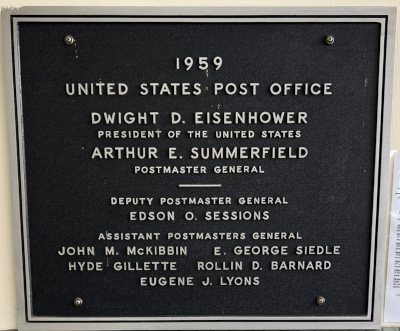 1959
UNITED STATES POST OFFICE
DWIGHT D. EISENHOWER
PRESIDENT OF THE UNITED STATES
ARTHUR E. SUMMERFIELD
POSTMASTER GENERAL
DEPUTY POSTMASTER GENERAL
EDSON O. SESSIONS
ASSISTANT POSTMASTERS GENERAL
JOHN M. McKIBBIN E. GEORGE SIEDLE
HYDE GILLETTE ROLLIN D. BARNARD
EUGENE J. LYONS